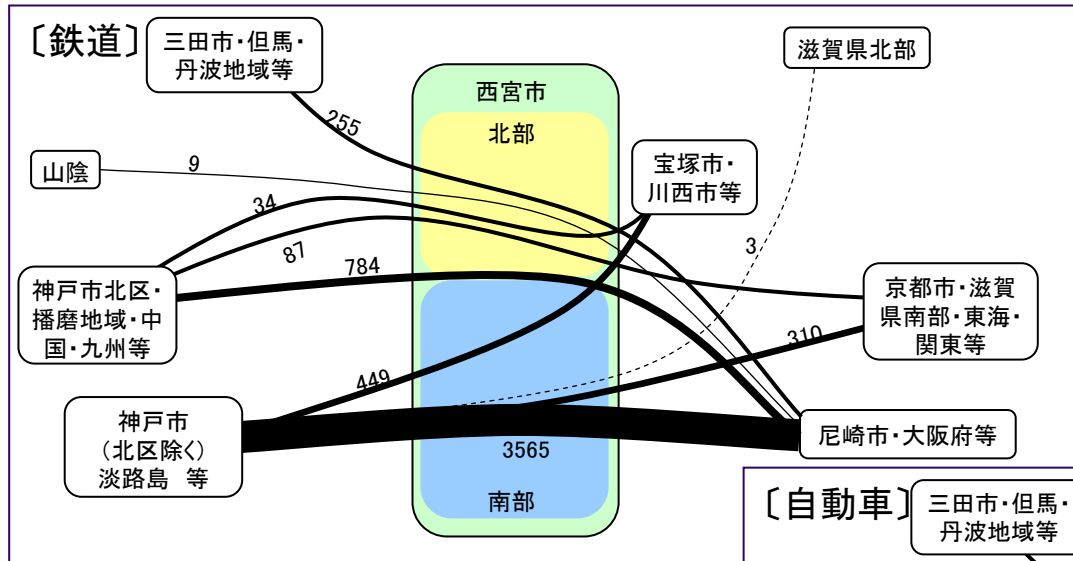 〔鉄道〕
三田市・但馬・
丹波地域等
滋賀県北部
西宮市
北部
255
山陰
9
宝塚市・
川西市等
34
87
3
784
神戸市北区・
播磨地域・中
国・九州等
京都市・滋賀
県南部・東海・
関東等
310
449
神戸市
（北区除く）
淡路島　等
3565
尼崎市・大阪府等
南部
〔自動車〕
三田市・但馬・
丹波地域等